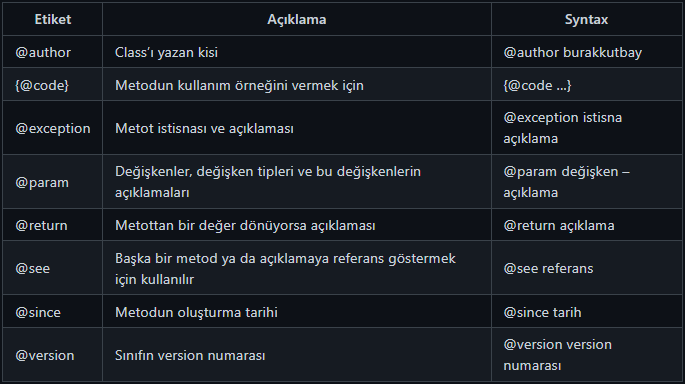 Etiket Açıklama Syntax
@author Class’ı yazan kisi @author burakkutbay
{@code} Metodun kullanım örneğini vermek için {@code …}
@exception Metot istisnası ve açıklaması @exception istisna
açıklama
@param Değişkenler, değişken tipleri ve bu değişkenlerin
açıklamaları @param değişken –
açıklama
@return Metottan bir değer dönüyorsa açıklaması @return açıklama
@see Başka bir metod ya da açıklamaya referans göstermek
için kullanılır @see referans
@since Metodun oluşturma tarihi @since tarih
@version Sınıfın version numarası @version version
numarası